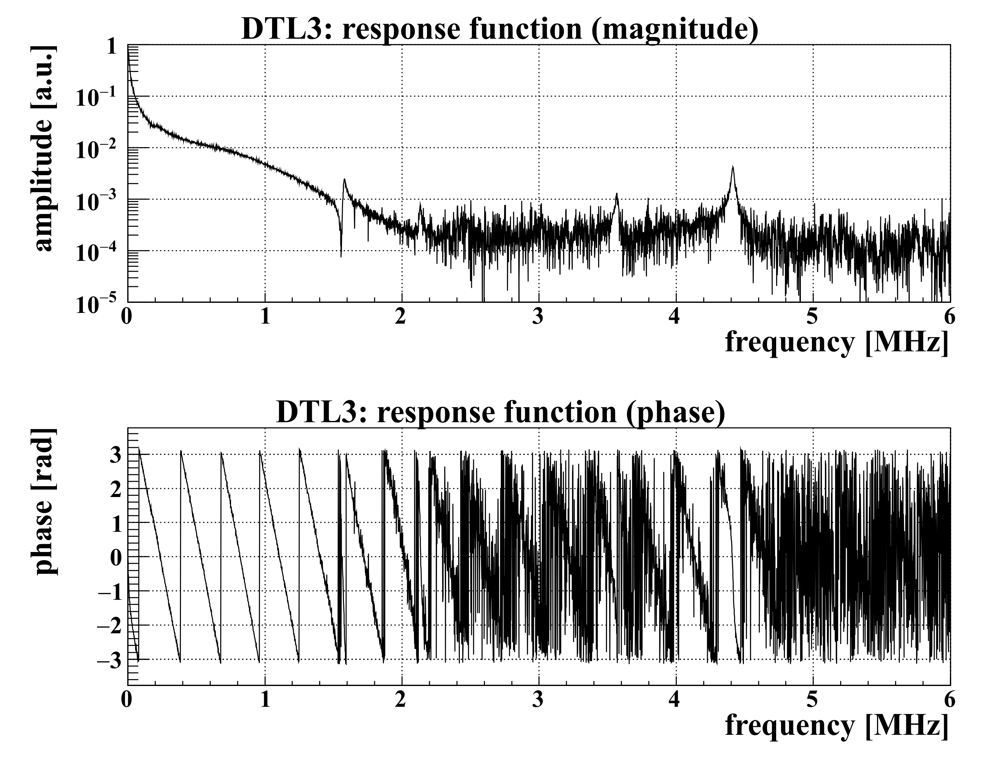 DTL3: response function (magnitude)
amplitude [a.u.]
1
10⁻¹
10⁻²
10⁻³
10⁻⁴
10⁻⁵
0 1 2 3 4 5 6
frequency [MHz]
DTL3: response function (phase)
phase [rad]
3
2
1
0
−1
−2
−3
0 1 2 3 4 5 6
frequency [MHz]